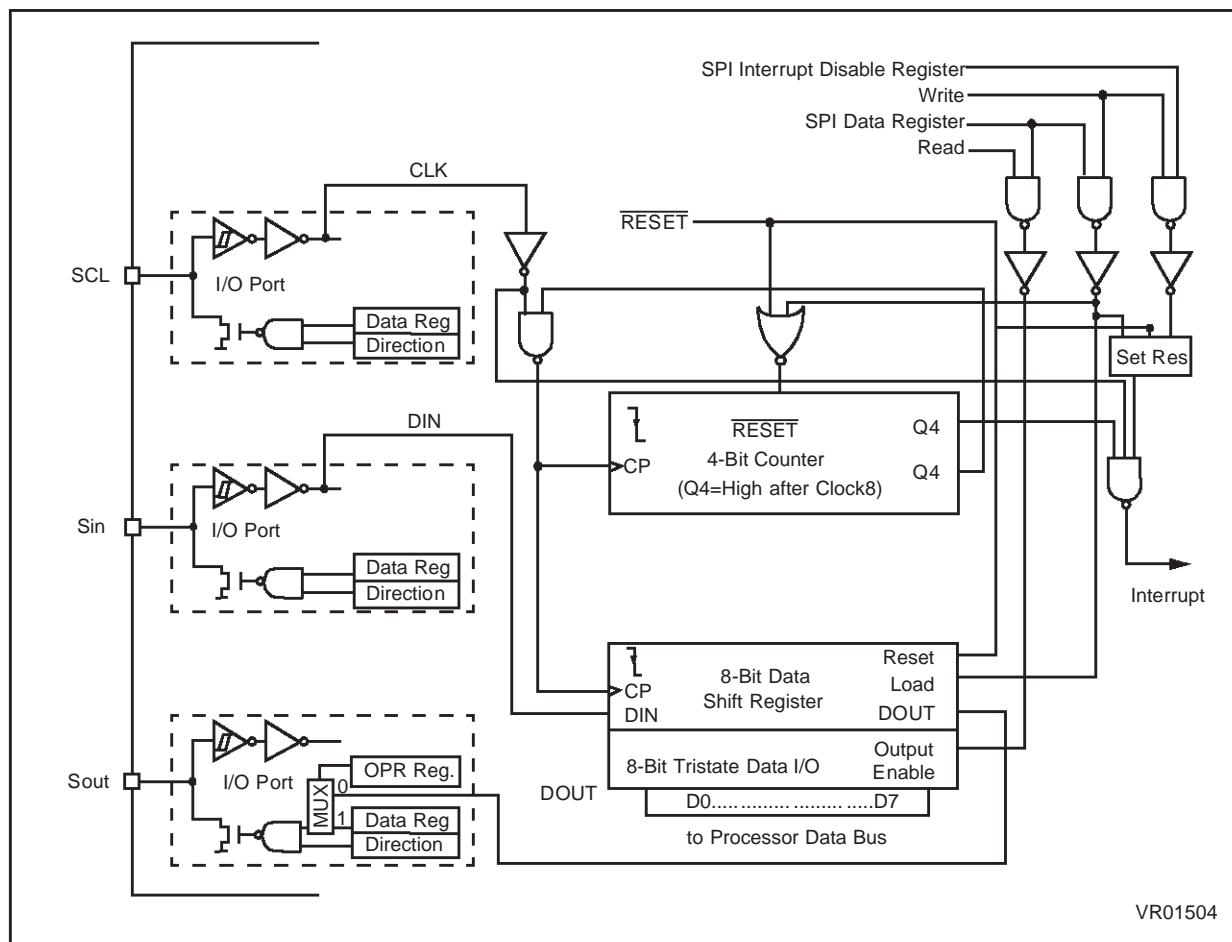 SPI Interrupt Disable Register
Write
SPI Data Register
Read
CLK
RESET
SCL
I/O Port
Data Reg
Direction
Set Res
DIN
RESET
Q4
4-Bit Counter
CP
Q4
(Q4=High after Clock8)
Sin
I/O Port
Data Reg
Direction
Interrupt
Reset
8-Bit Data
Load
CP
Shift Register
DIN
DOUT
Sout
I/O Port
OPR Reg.
MUX
0
1
Data Reg
Direction
Output
Enable
8-Bit Tristate Data I/O
DOUT
D0..... ......... ......... .....D7
to Processor Data Bus
VR01504